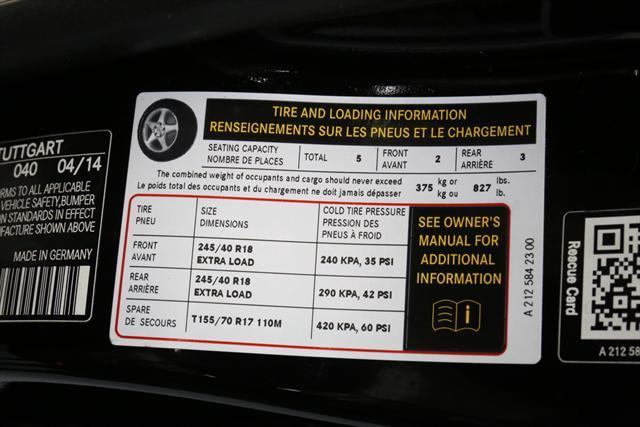 TUTTGART
040 04/14
RMS TO ALL APPLICABLE
VEHICLE SAFETY, BUMPER
ON STANDARDS IN EFFECT
FACTURE SHOWN ABOVE
MADE IN GERMANY
TIRE AND LOADING INFORMATION
RENSEIGNEMENTS SUR LES PNEUS ET LE CHARGEMENT
SEATING CAPACITY
NOMBRE DE PLACES
TOTAL 5
FRONT
AVANT
2
REAR
ARRIÈRE
3
The combined weight of occupants and cargo should never exceed
Le poids total des occupants et du chargement ne doit jamais dépasser
375 kg or
kg ou
827 lbs.
lb.
TIRE
PNEU
SIZE
DIMENSIONS
COLD TIRE PRESSURE
PRESSION DES
PNEUS À FROID
FRONT
AVANT
245/40 R18
EXTRA LOAD
240 KPA, 35 PSI
REAR
ARRIÈRE
245/40 R18
EXTRA LOAD
290 KPA, 42 PSI
SPARE
DE SECOURS
T155/70 R17 110M
420 KPA, 60 PSI
SEE OWNER'S
MANUAL FOR
ADDITIONAL
INFORMATION
i
A 212 584 23 00
Rescue Card
A 212 58